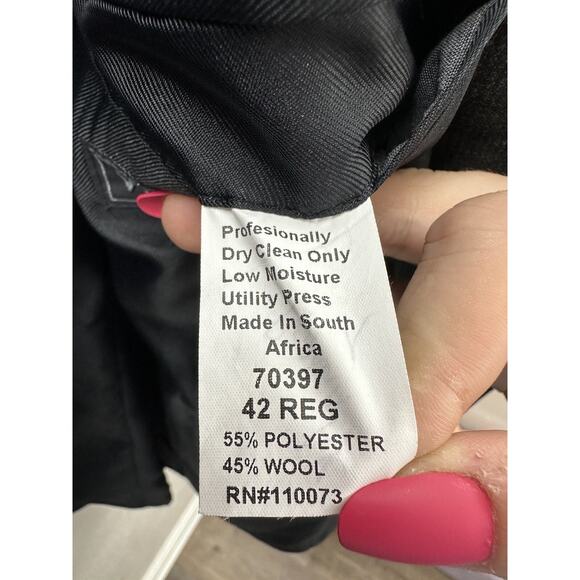 Profesionally
Dry Clean Only
Low Moisture
Utility Press
Made In South
Africa
70397
42 REG
55% POLYESTER
45% WOOL
RN#110073